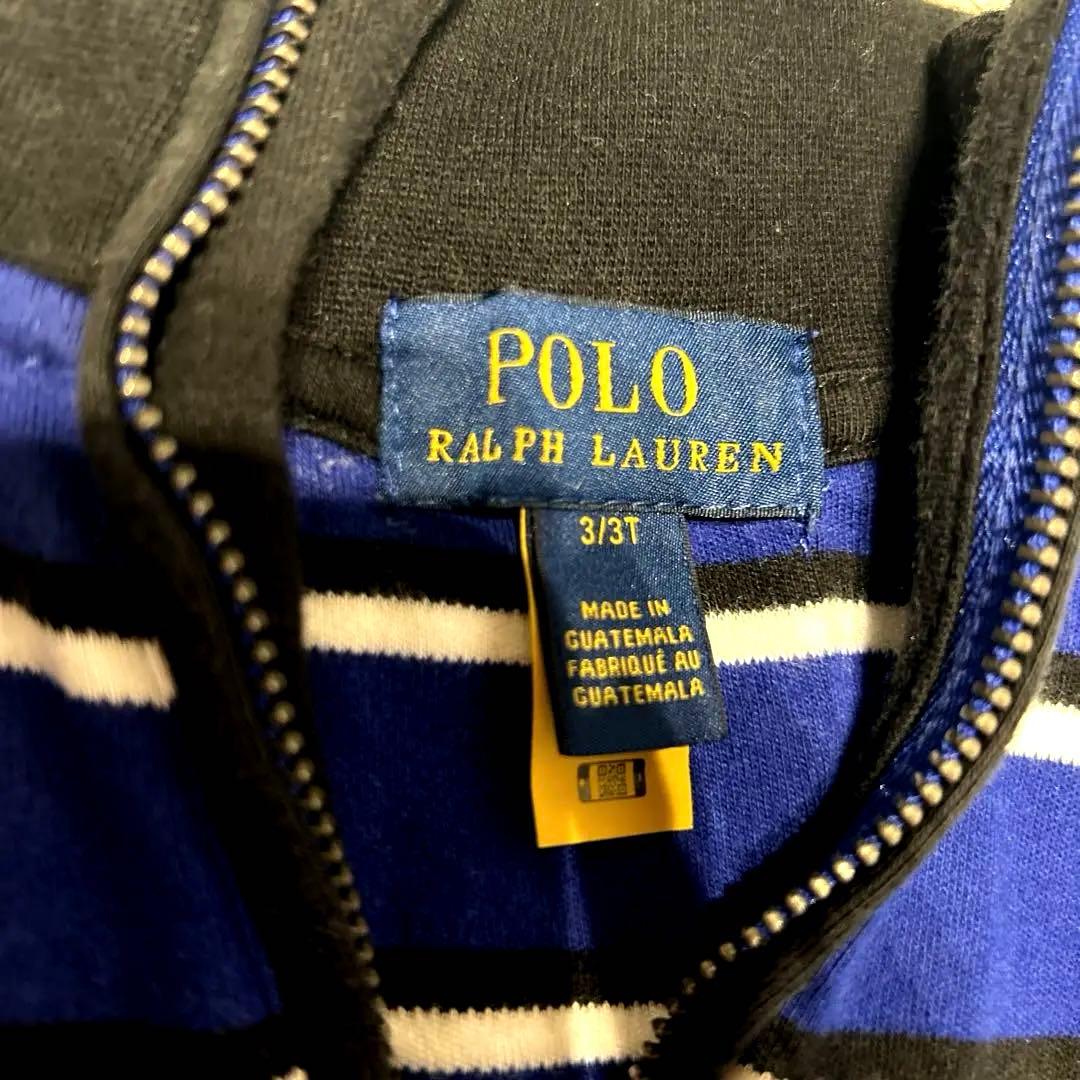 POLO
RALPH LAUREN
3/3T
MADE IN
GUATEMALA
FABRIQUÉ AU
GUATEMALA